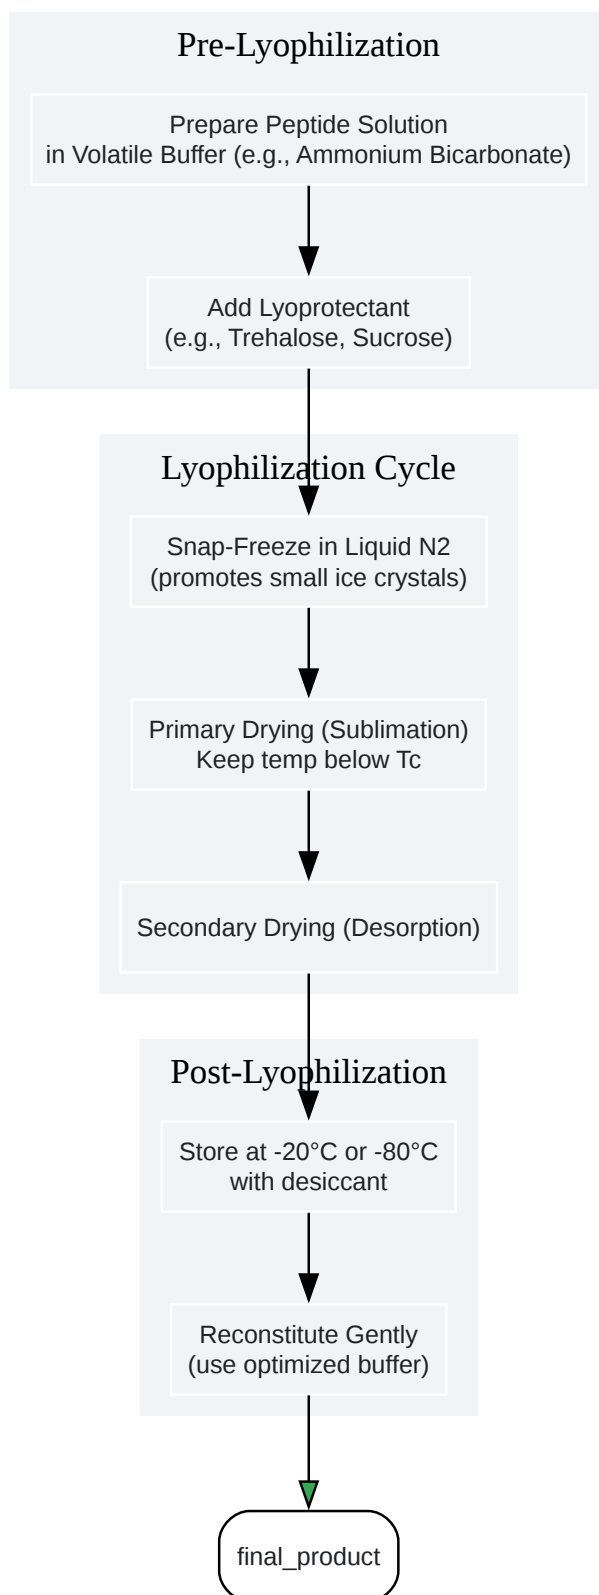 Pre-Lyophilization
Prepare Peptide Solution
in Volatile Buffer (e.g., Ammonium Bicarbonate)
Add Lyoprotectant
(e.g., Trehalose, Sucrose)
Lyophilization Cycle
Snap-Freeze in Liquid N2
(promotes small ice crystals)
Primary Drying (Sublimation)
Keep temp below Tc
Secondary Drying (Desorption)
Post-Lyophilization
Store at -20°C or -80°C
with desiccant
Reconstitute Gently
(use optimized buffer)
final_product